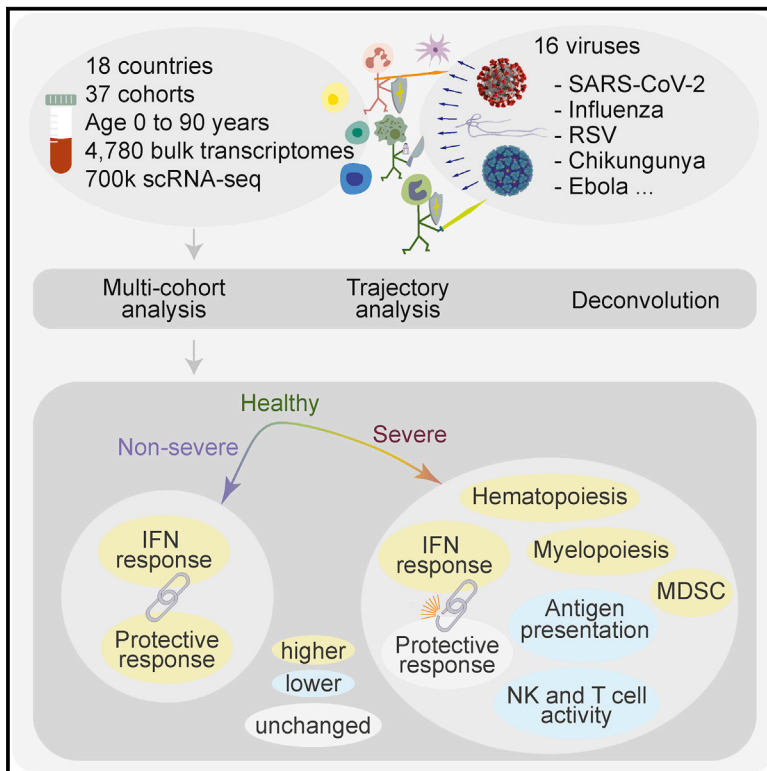 18 countries
37 cohorts
Age 0 to 90 years
4,780 bulk transcriptomes
700k scRNA-seq
16 viruses
- SARS-CoV-2
- Influenza
- RSV
- Chikungunya
- Ebola ...
Multi-cohort
analysis
Trajectory
analysis
Deconvolution
Healthy
Non-severe
Severe
IFN
response
Protective
response
higher
lower
unchanged
Hematopoiesis
IFN
response
Myelopoiesis
MDSC
Antigen
presentation
Protective
response
NK and T cell
activity